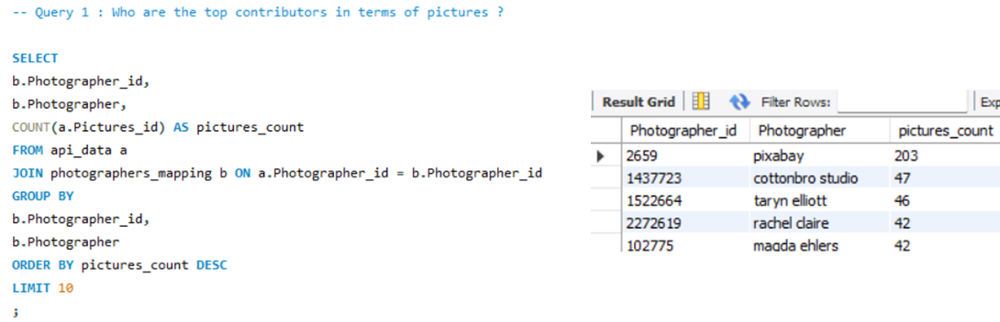 -- Query 1 : Who are the top contributors in terms of pictures ?
SELECT
b.Photographer_id,
b.Photographer,
COUNT(a.Pictures_id) AS pictures_count
FROM api_data a
JOIN photographers_mapping b ON a.Photographer_id = b.Photographer_id
GROUP BY
b.Photographer_id,
b.Photographer
ORDER BY pictures_count DESC
LIMIT 10
;
Result Grid Filter Rows: Exp
Photographer_id Photographer pictures_count
2659 pixabay 203
1437723 cottonbro studio 47
1522664 taryn elliott 46
2272619 rachel claire 42
102775 magda ehlers 42